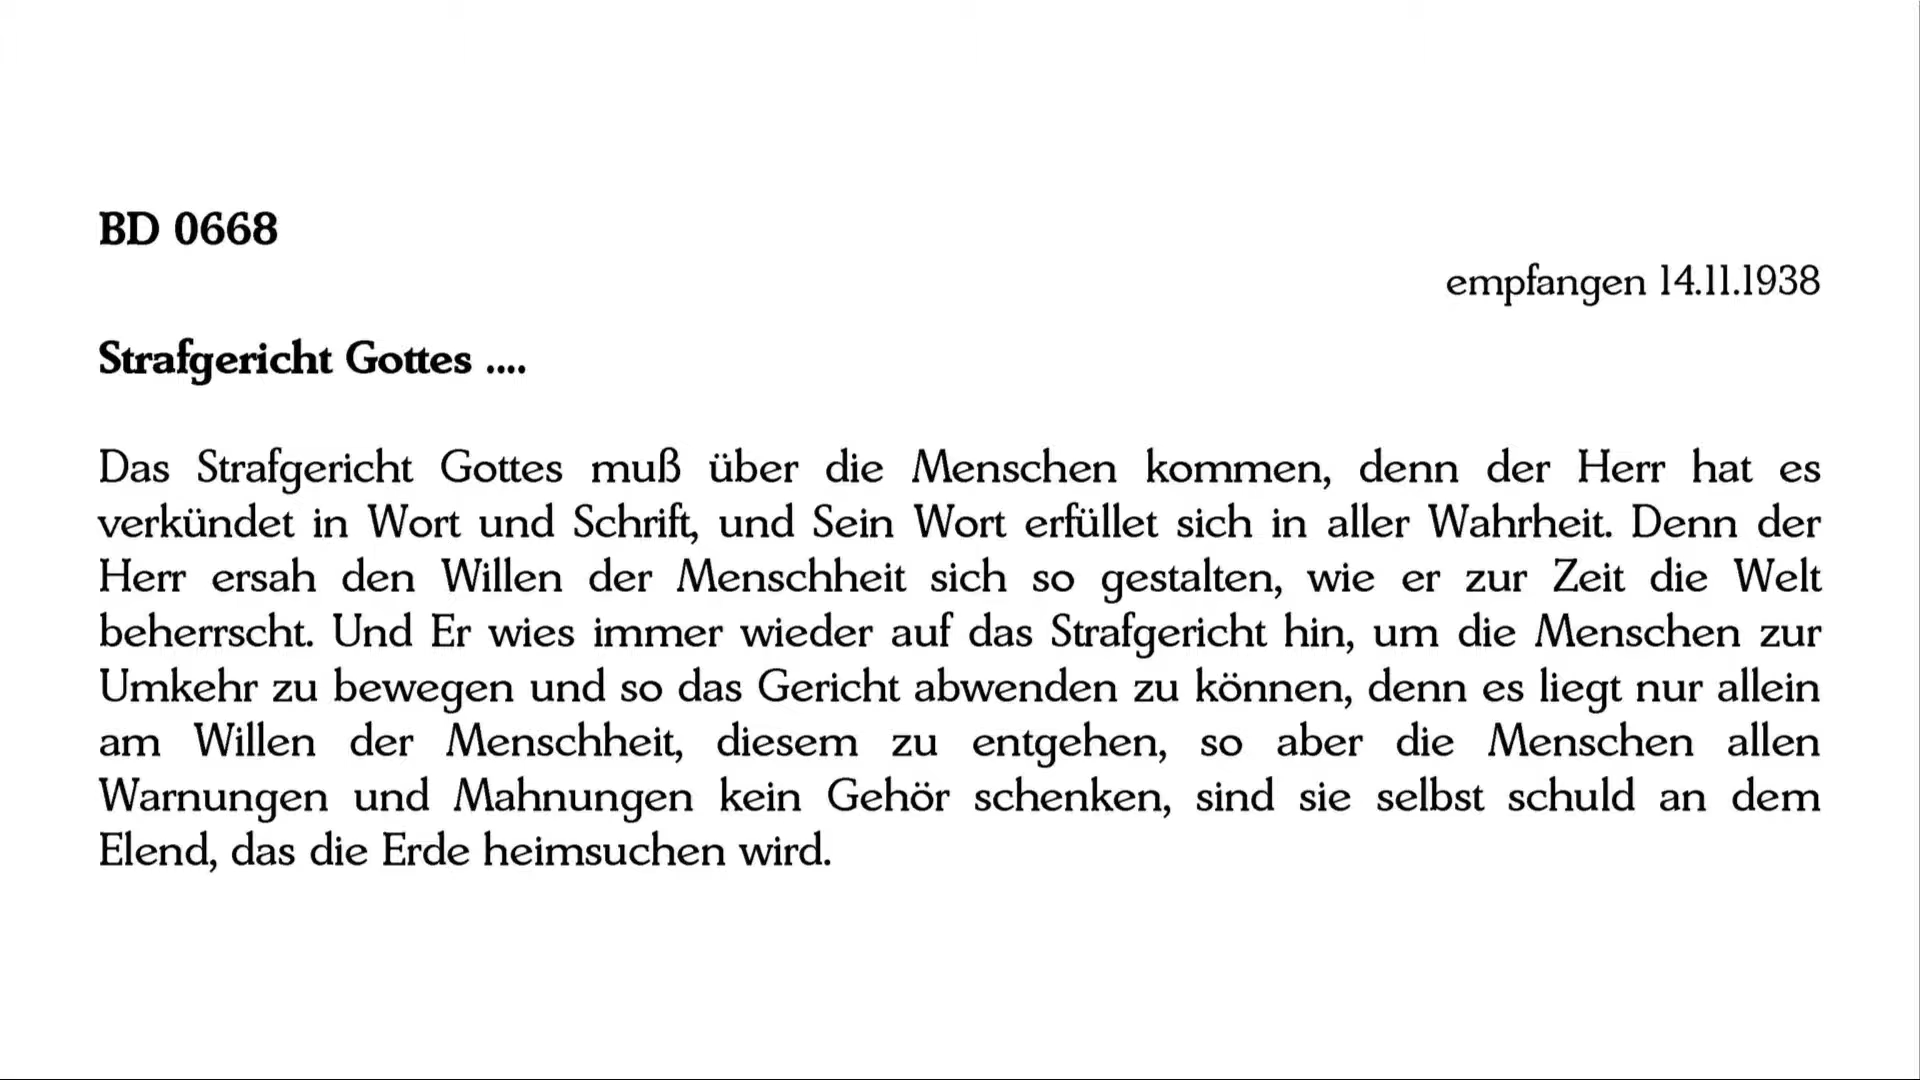 BD 0668
empfangen 14.11.1938
Strafgericht Gottes ....
Das Strafgericht Gottes muß über die Menschen kommen, denn der Herr hat es
verkündet in Wort und Schrift, und Sein Wort erfüllet sich in aller Wahrheit. Denn der
Herr ersah den Willen der Menschheit sich so gestalten, wie er zur Zeit die Welt
beherrscht. Und Er wies immer wieder auf das Strafgericht hin, um die Menschen zur
Umkehr zu bewegen und so das Gericht abwenden zu können, denn es liegt nur allein
am Willen der Menschheit, diesem zu entgehen, so aber die Menschen allen
Warnungen und Mahnungen kein Gehör schenken, sind sie selbst schuld an dem
Elend, das die Erde heimsuchen wird.